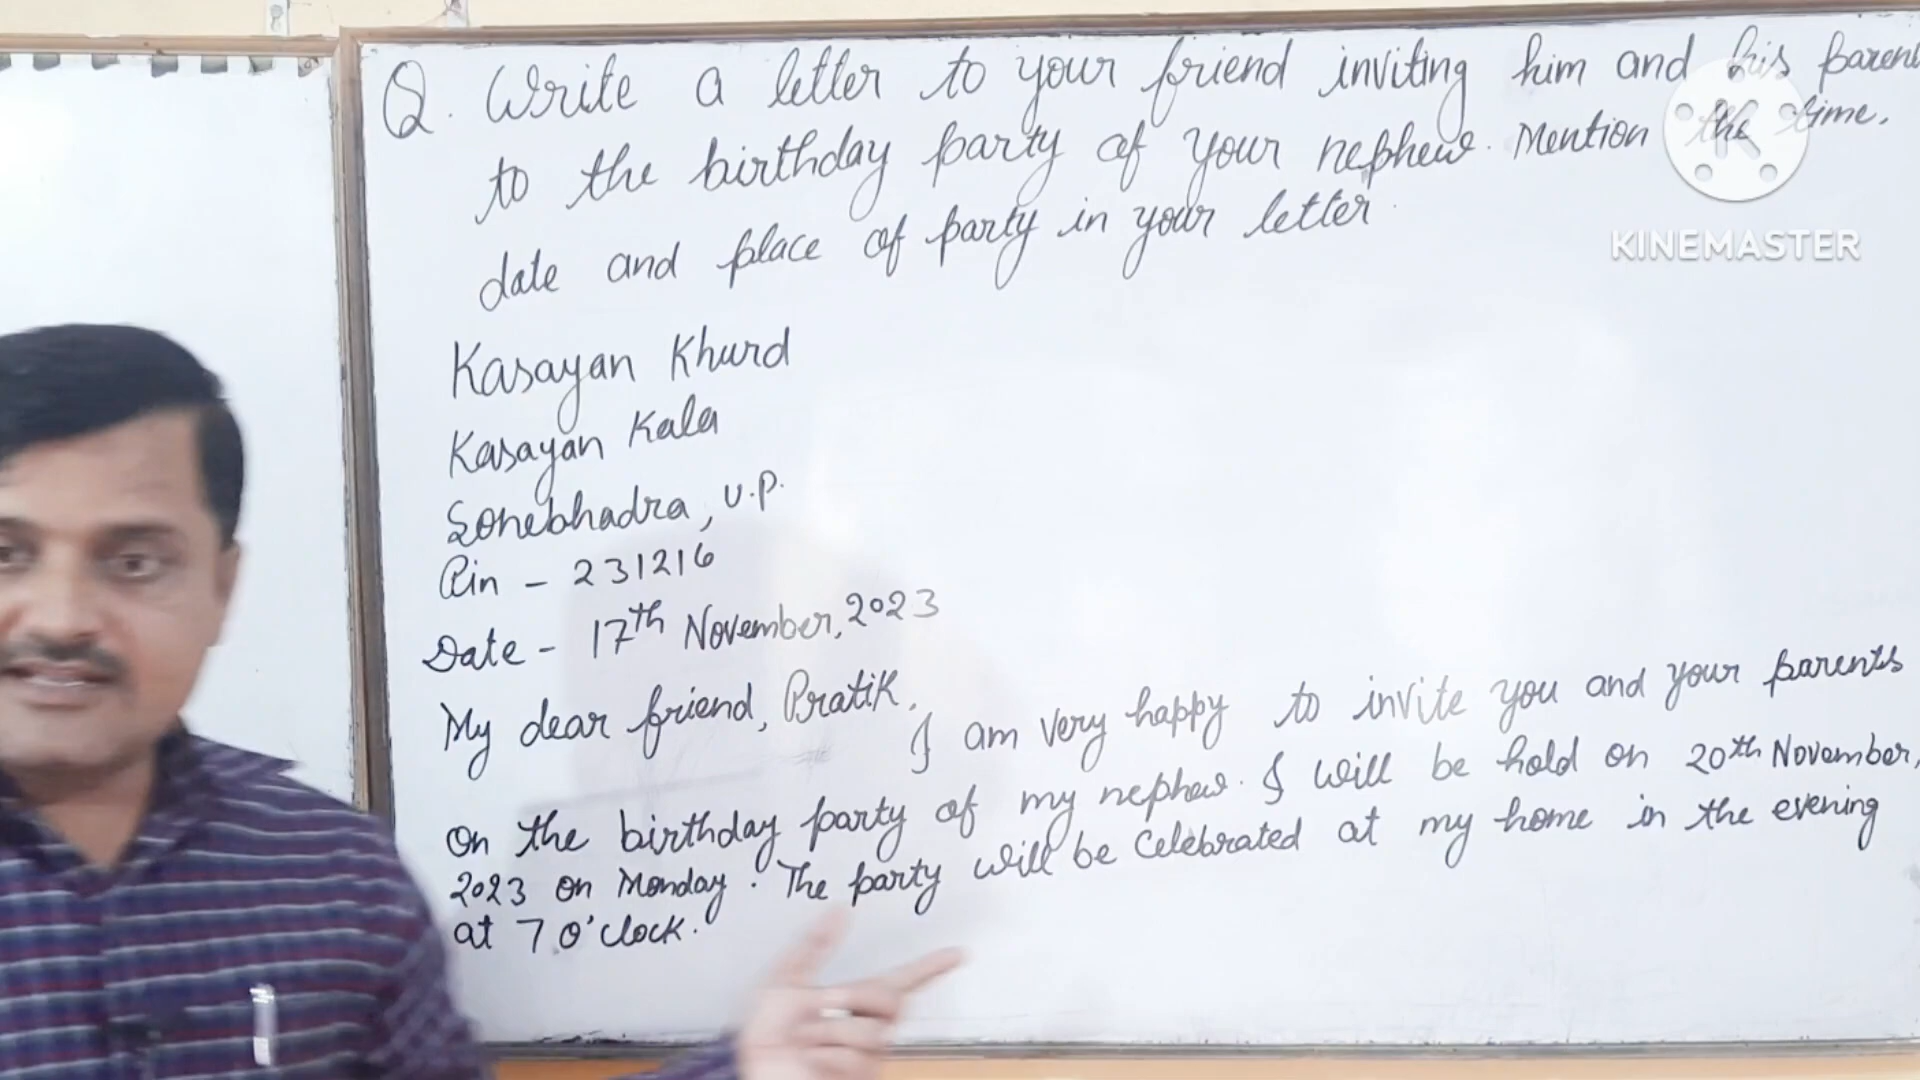 Q. Write a letter to your friend inviting him and his parent
to the birthday party of your nephew. Mention the time,
date and place of party in your letter.
KINEMASTER
Kasayan Khurd
Kasayan Kala
Sonebhadra, U.P.
Pin - 231216
Date - 17th November, 2023
My dear friend, Pratik,
I am very happy to invite you and your parents
on the birthday party of my nephew. I will be hold on 20th November,
2023 on Monday. The party will be celebrated at my home in the evening
at 7 O'clock.